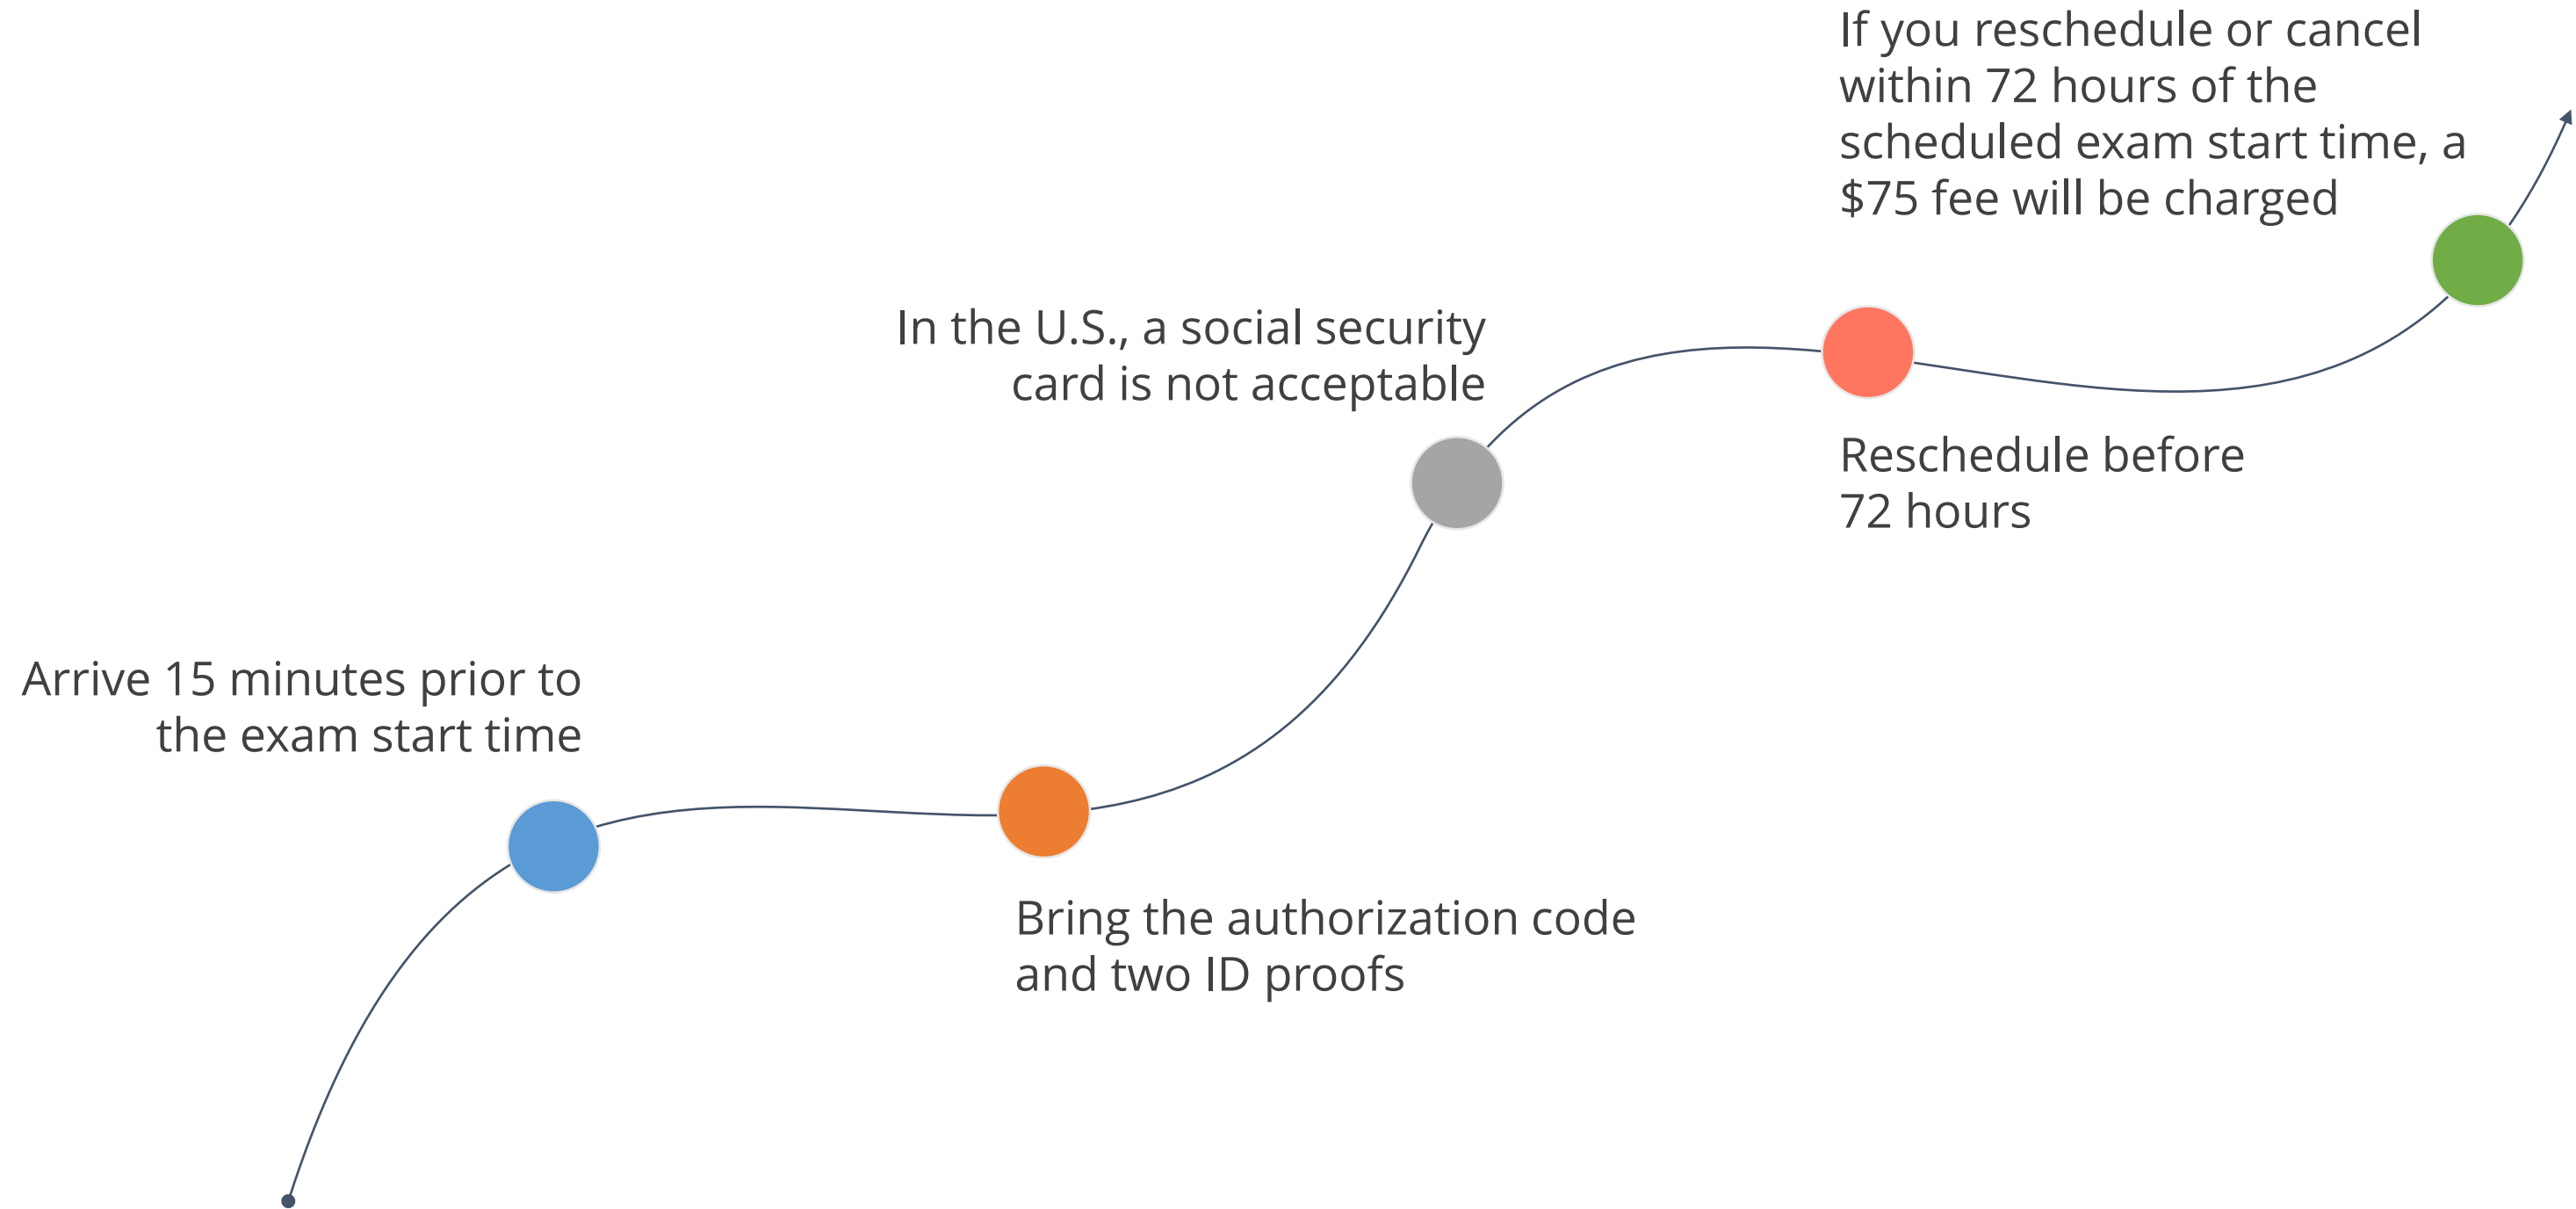 Arrive 15 minutes prior to
the exam start time
Bring the authorization code
and two ID proofs
In the U.S., a social security
card is not acceptable
Reschedule before
72 hours
If you reschedule or cancel
within 72 hours of the
scheduled exam start time, a
$75 fee will be charged